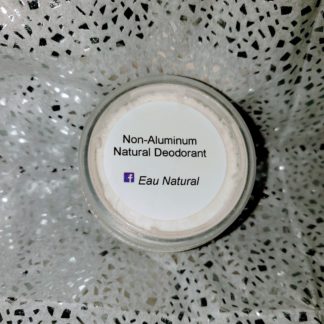 Non-Aluminum
Natural Deodorant
f Eau Natural